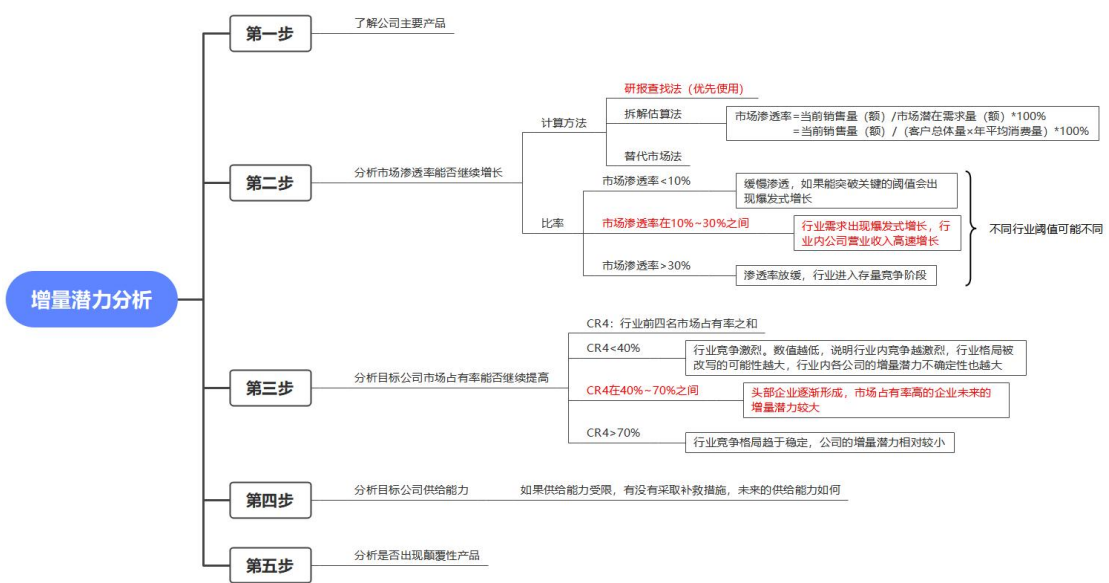 增量潜力分析
第一步
了解公司主要产品
第二步
分析市场渗透率能否继续增长
计算方法
研报查找法（优先使用）
拆解估算法
市场渗透率=当前销售量（额）/市场潜在需求量（额）*100%
=当前销售量（额）/（客户总体量×年平均消费量）*100%
替代市场法
比率
市场渗透率<10%
缓慢渗透，如果能突破关键的阈值会出
现爆发式增长
市场渗透率在10%~30%之间
行业需求出现爆发式增长，行
业内公司营业收入高速增长
市场渗透率>30%
渗透率放缓，行业进入存量竞争阶段
不同行业阈值可能不同
第三步
分析目标公司市场占有率能否继续提高
CR4：行业前四名市场占有率之和
CR4<40%
行业竞争激烈。数值越低，说明行业内竞争越激烈，行业格局被
改写的可能性越大，行业内各公司的增量潜力不确定性也越大
CR4在40%~70%之间
头部企业逐渐形成，市场占有率高的企业未来的
增量潜力较大
CR4>70%
行业竞争格局趋于稳定，公司的增量潜力相对较小
第四步
分析目标公司供给能力
如果供给能力受限，有没有采取补救措施，未来的供给能力如何
第五步
分析是否出现颠覆性产品